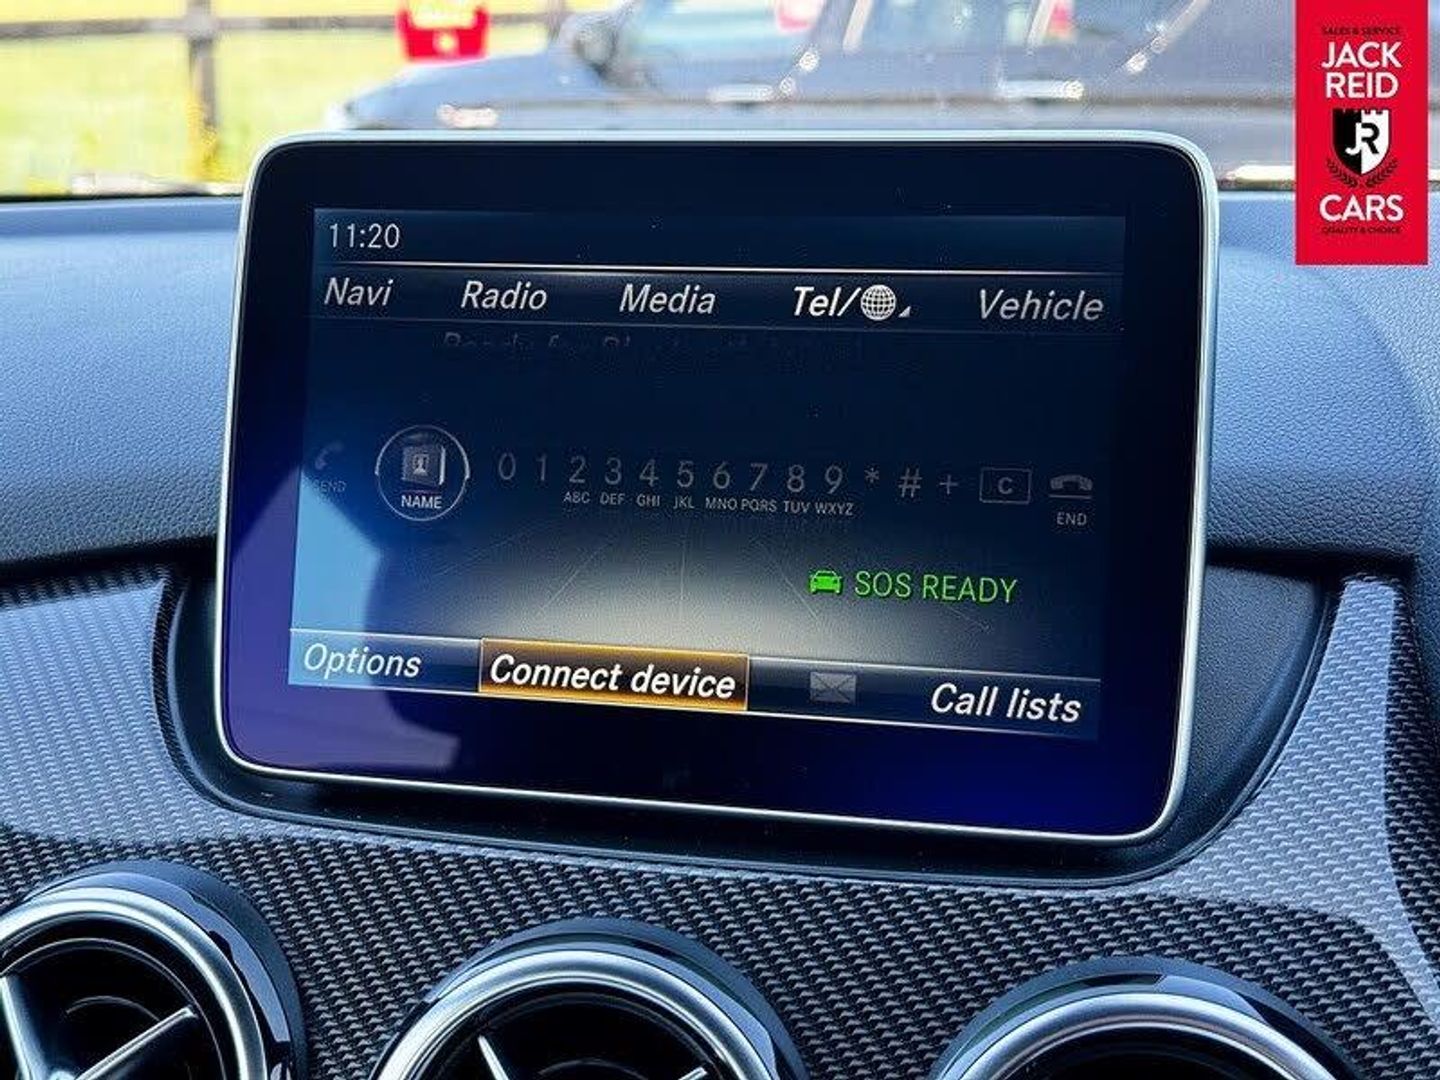 SALES & SERVICE
JACK
REID
JR
CARS
QUALITY & CHOICE
11:20
Navi Radio Media Tel/ Vehicle
NAME
0 1 2 3 4 5 6 7 8 9 * # + C
ABC DEF GHI JKL MNO PQRS TUV WXYZ
END
SOS READY
Options Connect device Call lists